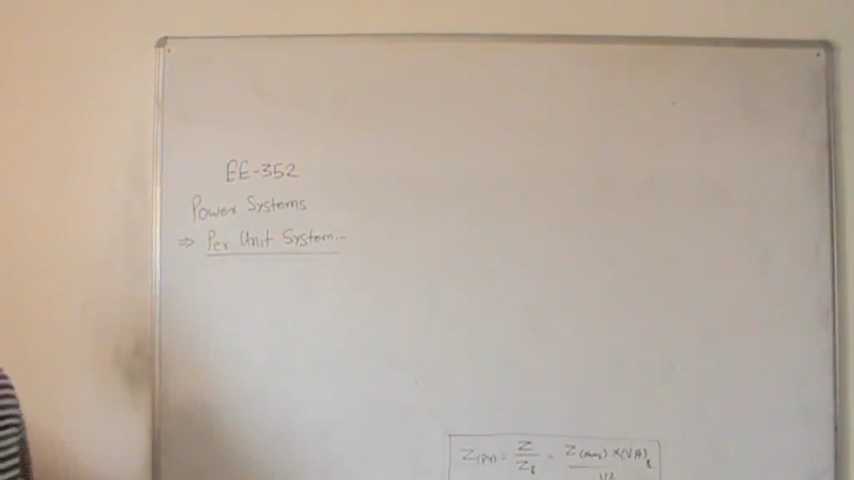 EE-352
Power Systems
⇒ Per Unit System..
Z(pu) = Z / Z_B = Z(ohms) × (VA)_B